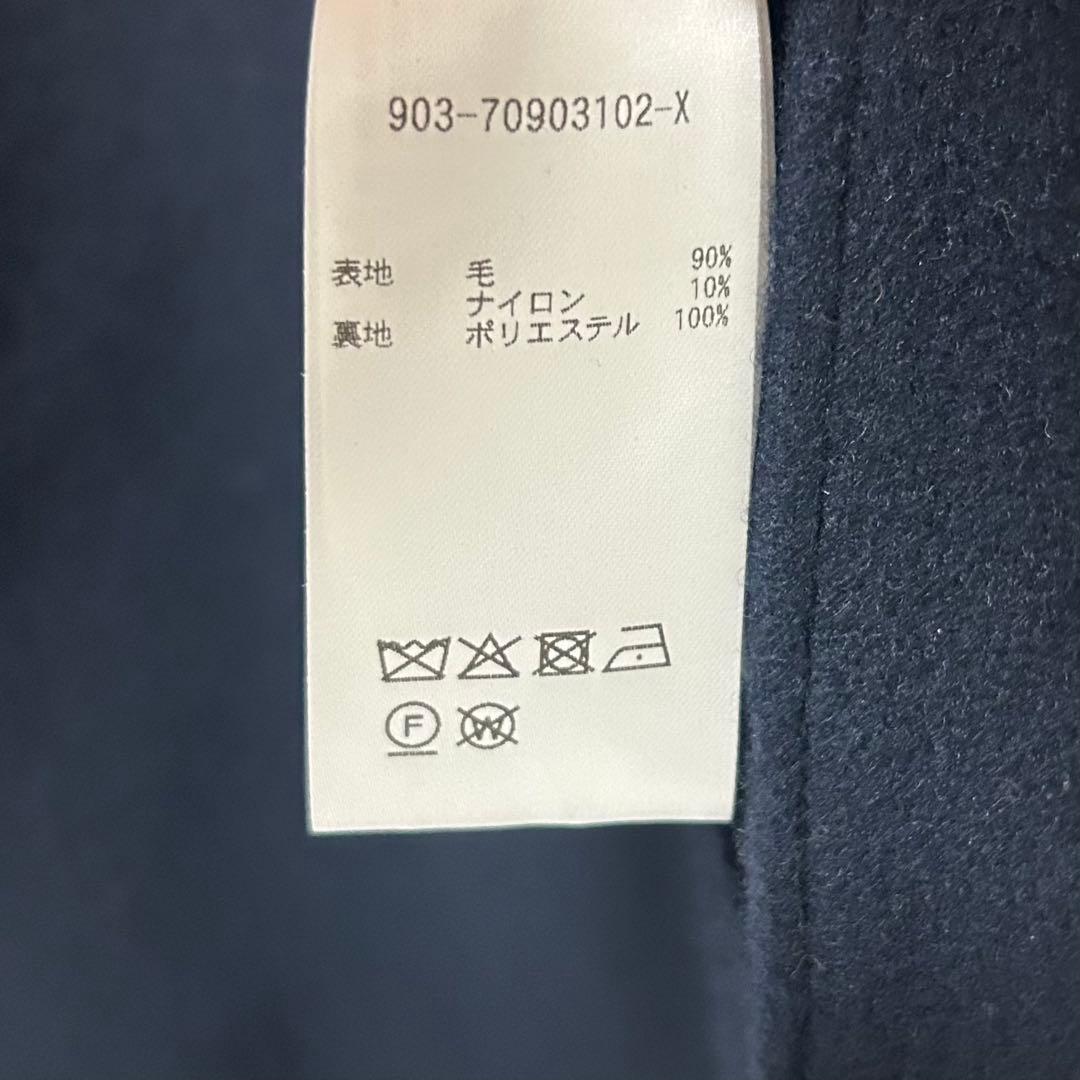 903-70903102-X
表地 毛 90%
ナイロン 10%
裏地 ポリエステル 100%
F W